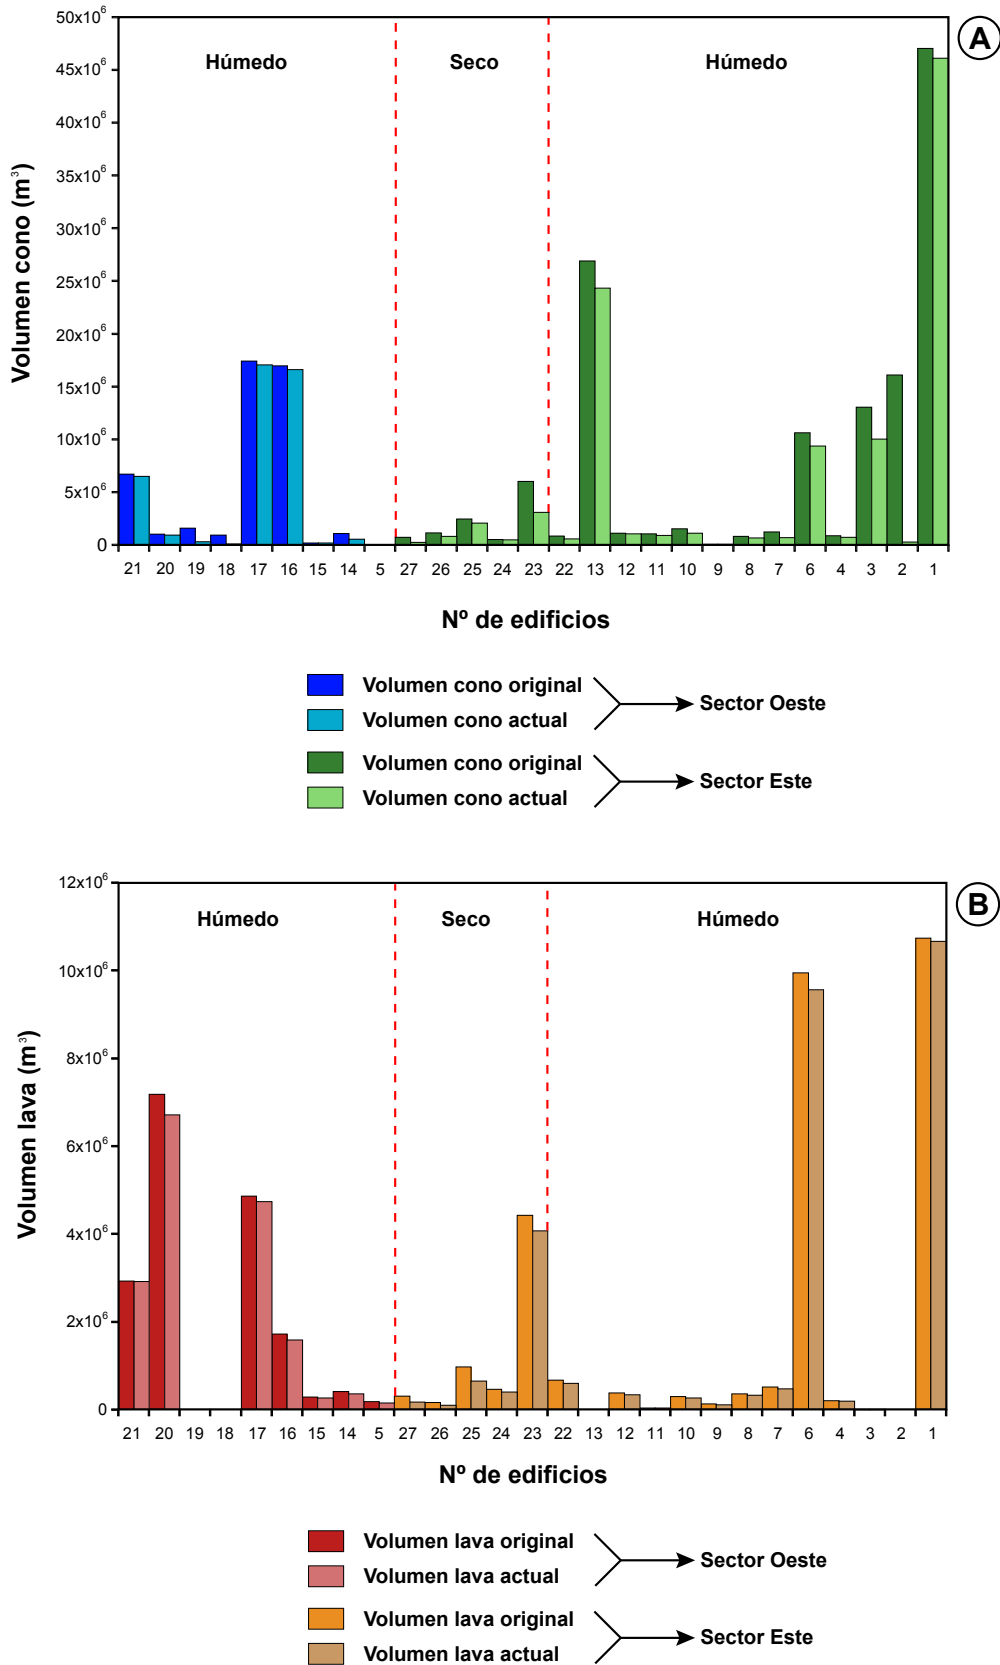 A
50x10⁶
45x10⁶
40x10⁶
35x10⁶
30x10⁶
25x10⁶
20x10⁶
15x10⁶
10x10⁶
5x10⁶
0
Volumen cono (m³)
Húmedo Seco Húmedo
21 20 19 18 17 16 15 14 5 27 26 25 24 23 22 13 12 11 10 9 8 7 6 4 3 2 1
Nº de edificios
Volumen cono original
Volumen cono actual
Sector Oeste
Volumen cono original
Volumen cono actual
Sector Este
B
12x10⁶
10x10⁶
8x10⁶
6x10⁶
4x10⁶
2x10⁶
0
Volumen lava (m³)
Húmedo Seco Húmedo
21 20 19 18 17 16 15 14 5 27 26 25 24 23 22 13 12 11 10 9 8 7 6 4 3 2 1
Nº de edificios
Volumen lava original
Volumen lava actual
Sector Oeste
Volumen lava original
Volumen lava actual
Sector Este